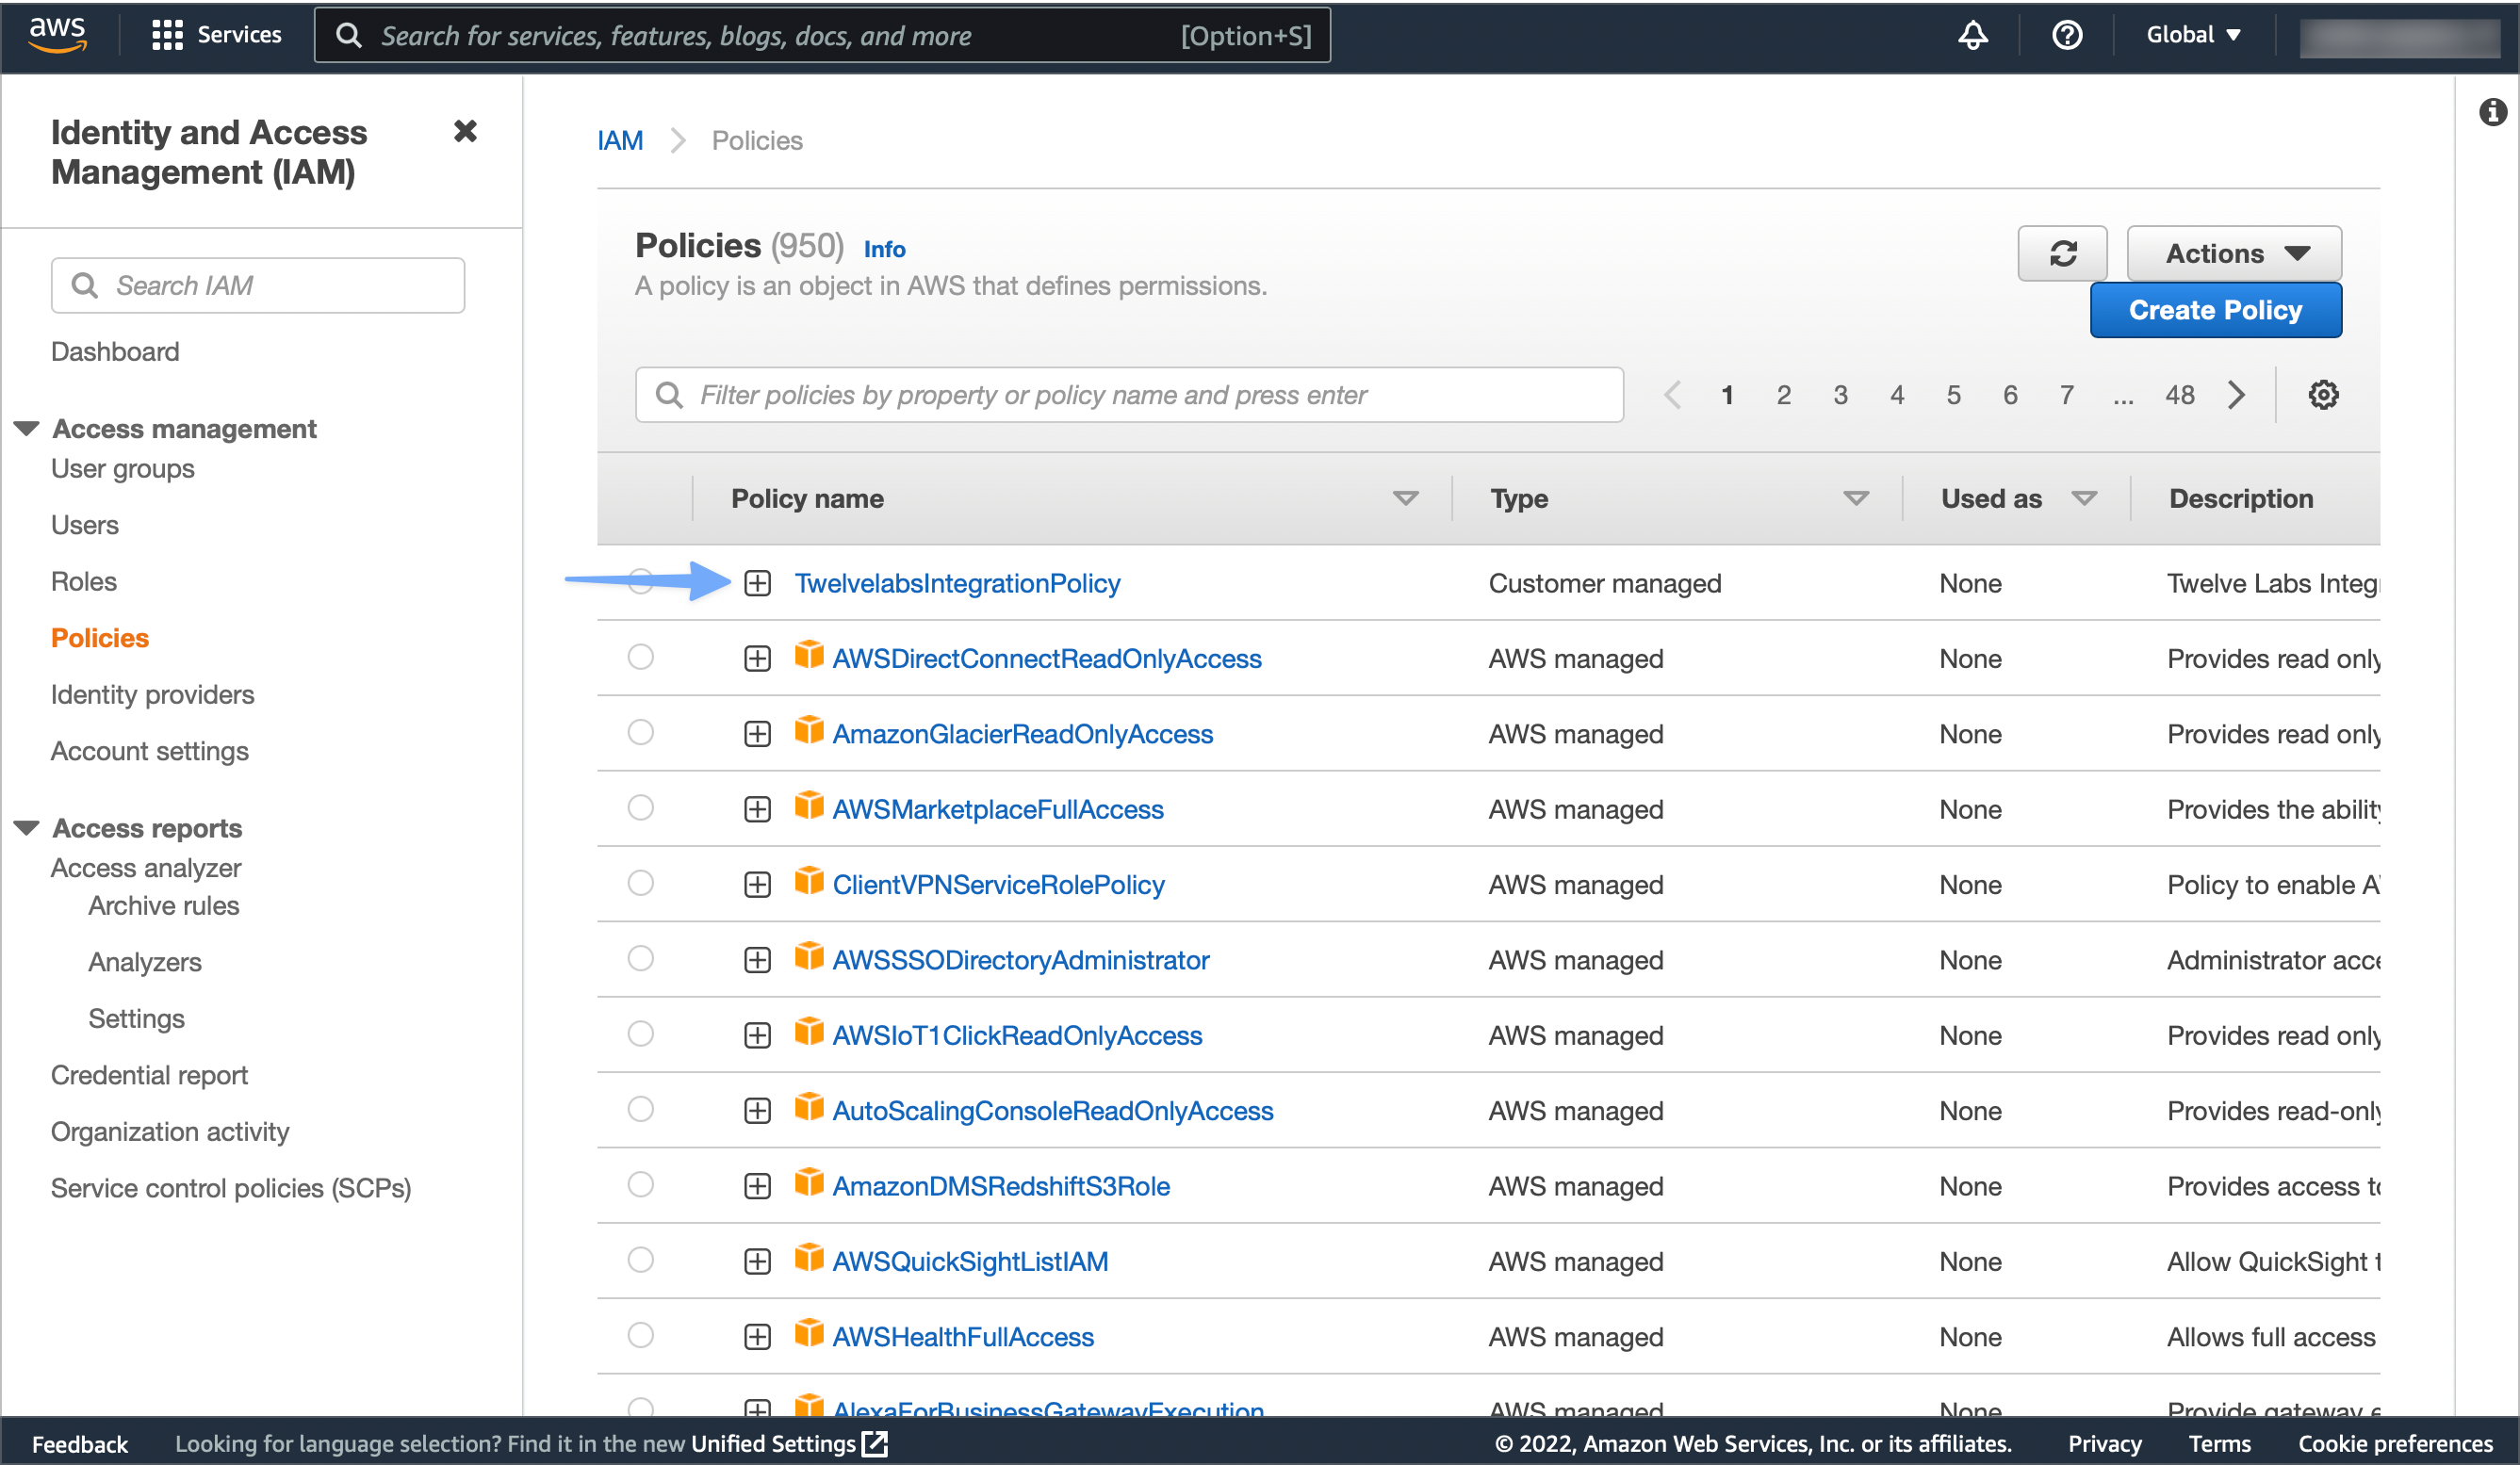 aws Services Search for services, features, blogs, docs, and more [Option+S] Global
Identity and Access
Management (IAM)
Search IAM
Dashboard
Access management
User groups
Users
Roles
Policies
Identity providers
Account settings
Access reports
Access analyzer
Archive rules
Analyzers
Settings
Credential report
Organization activity
Service control policies (SCPs)
IAM Policies
Policies (950) Info
A policy is an object in AWS that defines permissions.
Actions
Create Policy
Filter policies by property or policy name and press enter 1 2 3 4 5 6 7 ... 48
Policy name Type Used as Description
TwelvelabsIntegrationPolicy Customer managed None Twelve Labs Integ
AWSDirectConnectReadOnlyAccess AWS managed None Provides read only
AmazonGlacierReadOnlyAccess AWS managed None Provides read only
AWSMarketplaceFullAccess AWS managed None Provides the ability
ClientVPNServiceRolePolicy AWS managed None Policy to enable A
AWSSSODirectoryAdministrator AWS managed None Administrator acce
AWSIoT1ClickReadOnlyAccess AWS managed None Provides read only
AutoScalingConsoleReadOnlyAccess AWS managed None Provides read-only
AmazonDMSRedshiftS3Role AWS managed None Provides access to
AWSQuickSightListIAM AWS managed None Allow QuickSight t
AWSHealthFullAccess AWS managed None Allows full access
AlexaForBusinessGatewayExecution AWS managed None Provide gateway e
Feedback Looking for language selection? Find it in the new Unified Settings © 2022, Amazon Web Services, Inc. or its affiliates. Privacy Terms Cookie preferences